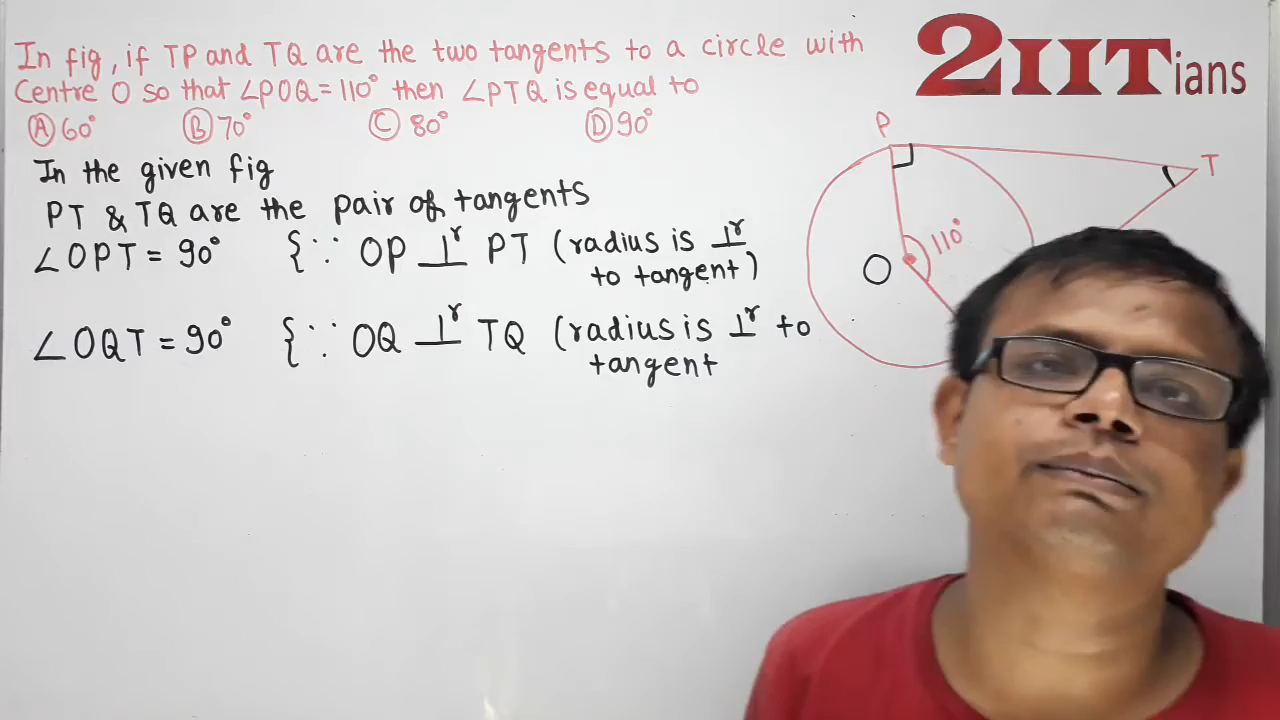 In fig, if TP and TQ are the two tangents to a circle with
Centre O so that ∠POQ = 110° then ∠PTQ is equal to
Ⓐ 60° Ⓑ 70° Ⓒ 80° Ⓓ 90°
In the given fig
PT & TQ are the pair of tangents
∠OPT = 90° {∵ OP ⊥ʳ PT (radius is ⊥ʳ
to tangent)
∠OQT = 90° {∵ OQ ⊥ʳ TQ (radius is ⊥ʳ to
tangent
2IITians
P
T
110°
O